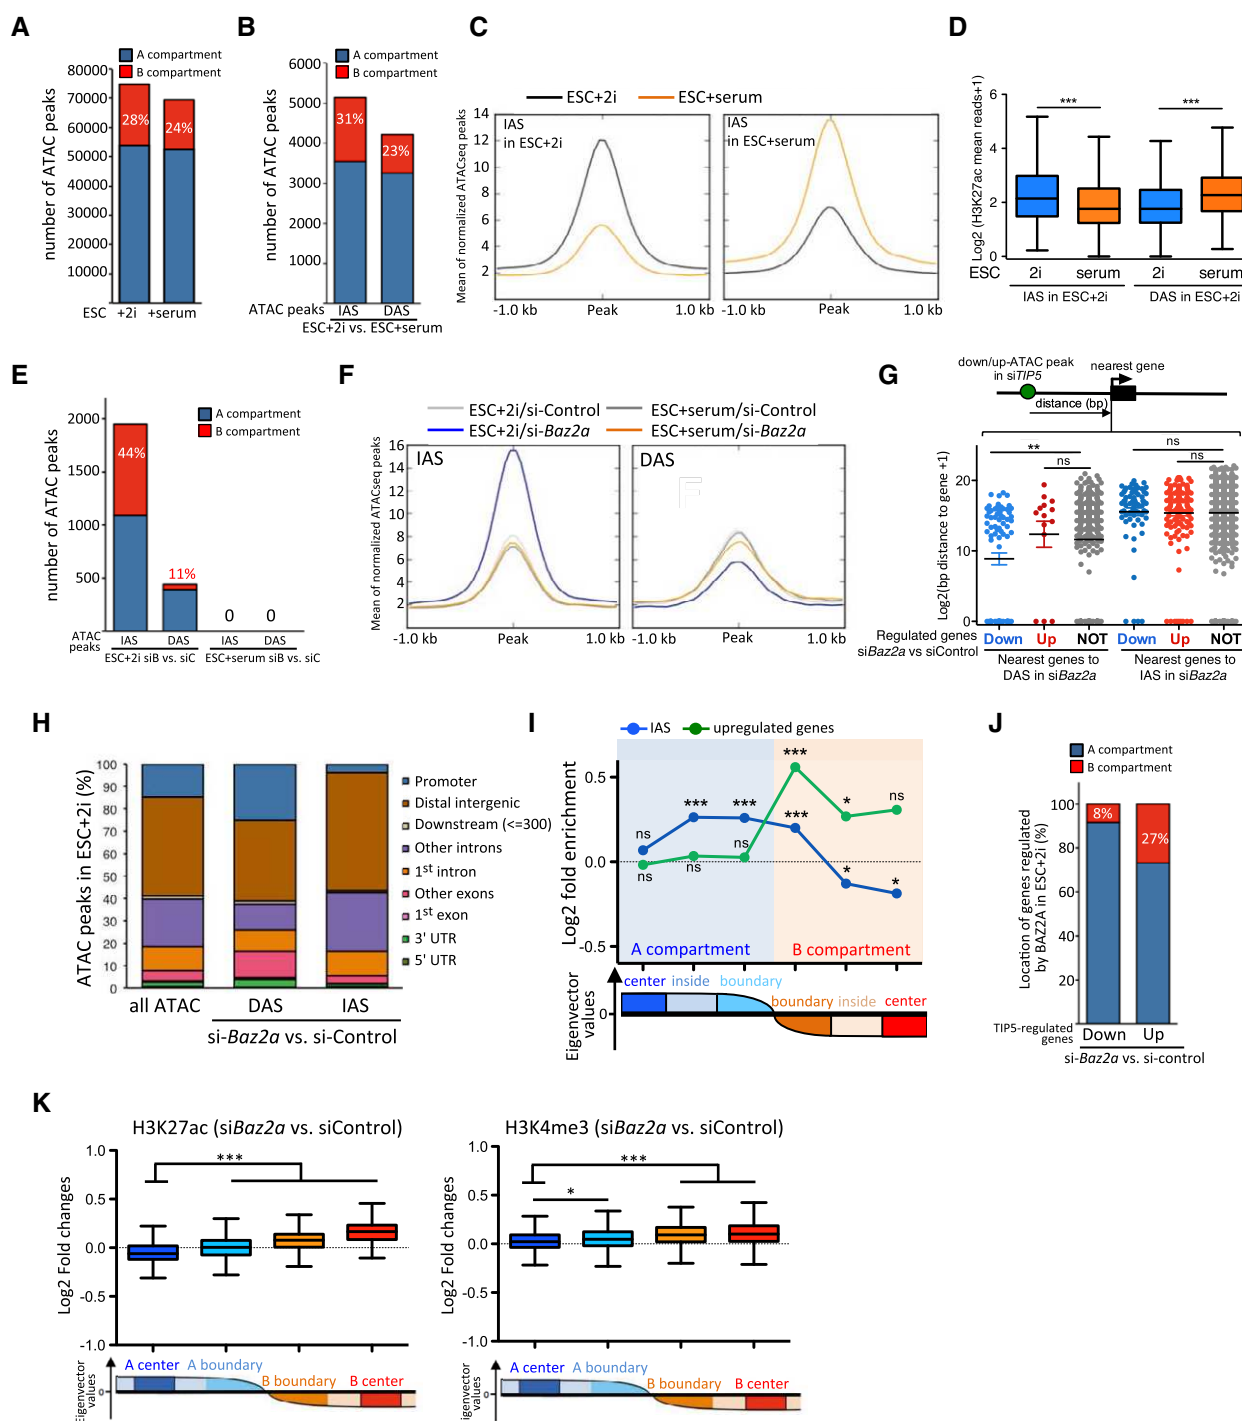 A
A compartment
B compartment
number of ATAC peaks
80000
70000
60000
50000
40000
30000
20000
10000
28%
24%
ESC +2i +serum
B
A compartment
B compartment
number of ATAC peaks
6000
5000
4000
3000
2000
1000
0
31%
23%
ATAC peaks IAS DAS
ESC+2i vs. ESC+serum
C
ESC+2i
ESC+serum
Mean of normalized ATACseq peaks
14
12
10
8
6
4
2
IAS
in ESC+2i
IAS
in ESC+serum
-1.0 kb Peak 1.0 kb
-1.0 kb Peak 1.0 kb
D
Log2 (H3K27ac mean reads+1)
6
4
2
0
***
***
ESC 2i serum 2i serum
IAS in ESC+2i DAS in ESC+2i
E
A compartment
B compartment
number of ATAC peaks
2000
1500
1000
500
44%
11%
0 0
ATAC
peaks
IAS DAS IAS DAS
ESC+2i siB vs. siC ESC+serum siB vs. siC
F
ESC+2i/si-Control
ESC+serum/si-Control
ESC+2i/si-Baz2a
ESC+serum/si-Baz2a
Mean of normalized ATACseq peaks
16
14
12
10
8
6
4
2
IAS
DAS
F
-1.0 kb Peak 1.0 kb
-1.0 kb Peak 1.0 kb
G
down/up-ATAC peak
in siTIP5
nearest gene
distance (bp)
Log2(bp distance to gene +1)
20
10
0
**
ns
ns
ns
Regulated genes
siBaz2a vs siControl
Down Up NOT Down Up NOT
Nearest genes to
DAS in siBaz2a
Nearest genes to
IAS in siBaz2a
H
ATAC peaks in ESC+2i (%)
100
90
80
70
60
50
40
30
20
10
0
Promoter
Distal intergenic
Downstream (<=300)
Other introns
1st intron
Other exons
1st exon
3' UTR
5' UTR
all ATAC DAS IAS
si-Baz2a vs. si-Control
I
IAS
upregulated genes
Log2 fold enrichment
0.5
0.0
-0.5
ns
***
***
***
***
*
ns
ns
ns
ns
*
*
A compartment
B compartment
Eigenvector
values
0
center inside boundary
boundary inside center
J
A compartment
B compartment
Location of genes regulated
by BAZ2A in ESC+2i (%)
100
80
60
40
20
8%
27%
TIP5-regulated
genes
Down Up
si-Baz2a vs. si-control
K
H3K27ac (siBaz2a vs. siControl)
Log2 Fold changes
1.0
0.5
0.0
-0.5
-1.0
***
Eigenvector
values
0
A center A boundary
B boundary B center
H3K4me3 (siBaz2a vs. siControl)
Log2 Fold changes
1.0
0.5
0.0
-0.5
-1.0
***
*
Eigenvector
values
0
A center A boundary
B boundary B center